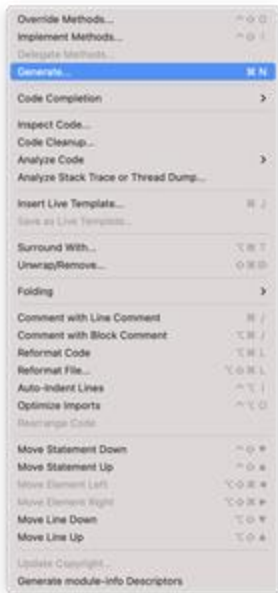 Override Methods... ^ O
Implement Methods... ^ I
Delegate Methods...
Generate... ⌘ N
Code Completion >
Inspect Code...
Code Cleanup...
Analyze Code >
Analyze Stack Trace or Thread Dump...
Insert Live Template... ⌘ J
Save as Live Template...
Surround With... ⌥ ⌘ T
Unwrap/Remove... ⇧ ⌘ ⌦
Folding >
Comment with Line Comment ⌘ /
Comment with Block Comment ⌥ ⌘ /
Reformat Code ⌥ ⌘ L
Reformat File... ⌥ ⇧ ⌘ L
Auto-Indent Lines ^ ⌥ I
Optimize Imports ^ ⌥ O
Rearrange Code
Move Statement Down
Move Statement Up
Move Element Left
Move Element Right
Move Line Down
Move Line Up
Update Copyright...
Generate module-info Descriptors